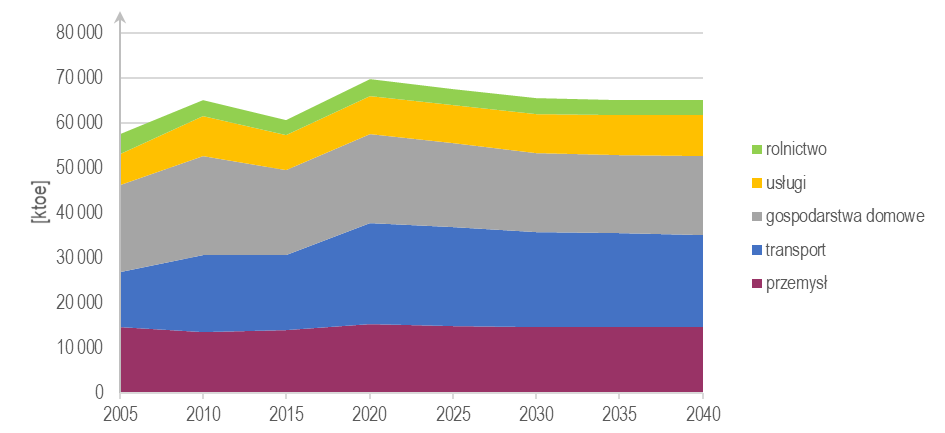 80 000
70 000
60 000
50 000
40 000
30 000
20 000
10 000
0
[ktoe]
2005 2010 2015 2020 2025 2030 2035 2040
rolnictwo
usługi
gospodarstwa domowe
transport
przemysł